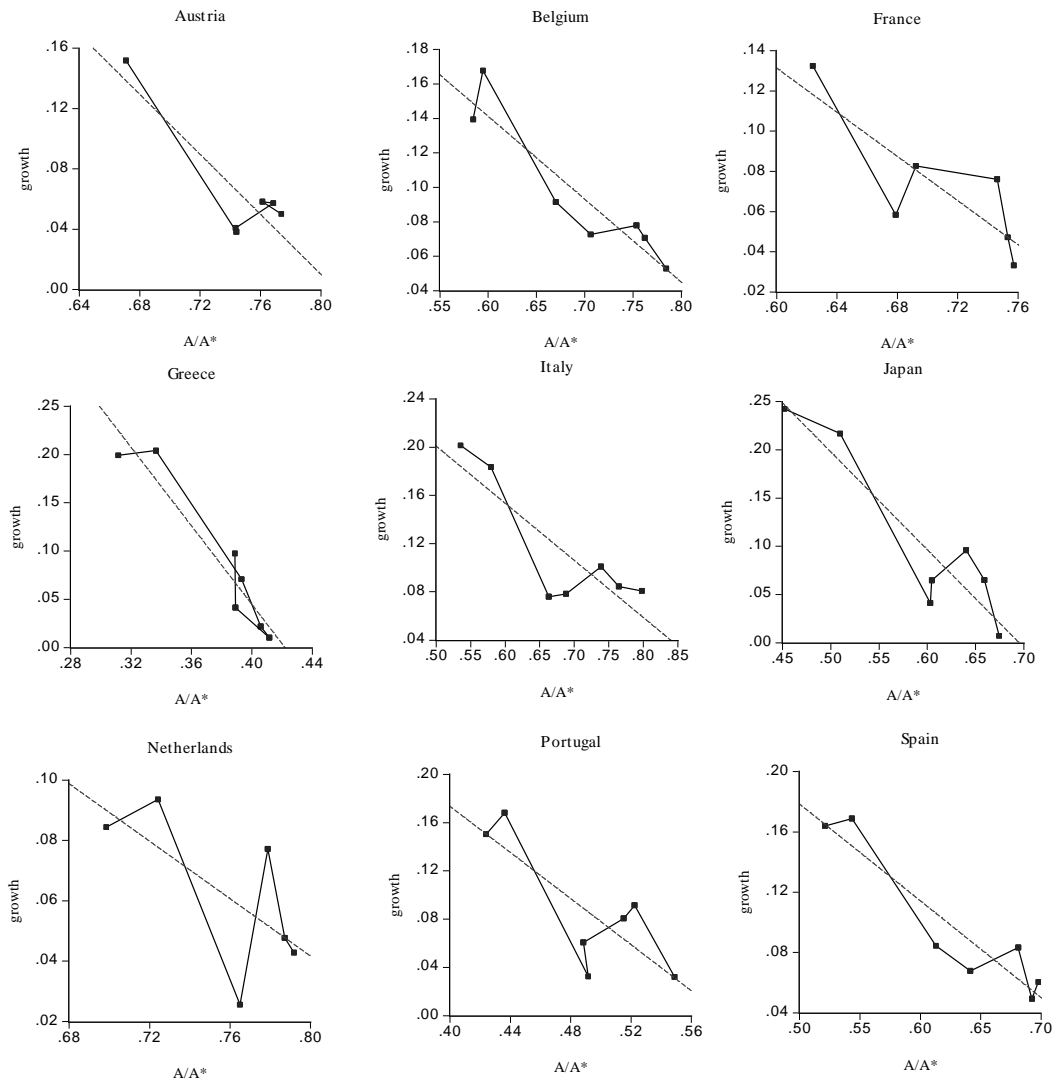 Austria
growth
.16
.12
.08
.04
.00
.64 .68 .72 .76 .80
A/A*
Belgium
growth
.18
.16
.14
.12
.10
.08
.06
.04
.55 .60 .65 .70 .75 .80
A/A*
France
growth
.14
.12
.10
.08
.06
.04
.02
.60 .64 .68 .72 .76
A/A*
Greece
growth
.25
.20
.15
.10
.05
.00
.28 .32 .36 .40 .44
A/A*
Italy
growth
.24
.20
.16
.12
.08
.04
.50 .55 .60 .65 .70 .75 .80 .85
A/A*
Japan
growth
.25
.20
.15
.10
.05
.00
.45 .50 .55 .60 .65 .70
A/A*
Netherlands
growth
.10
.08
.06
.04
.02
.68 .72 .76 .80
A/A*
Portugal
growth
.20
.16
.12
.08
.04
.00
.40 .44 .48 .52 .56
A/A*
Spain
growth
.20
.16
.12
.08
.04
.50 .55 .60 .65 .70
A/A*